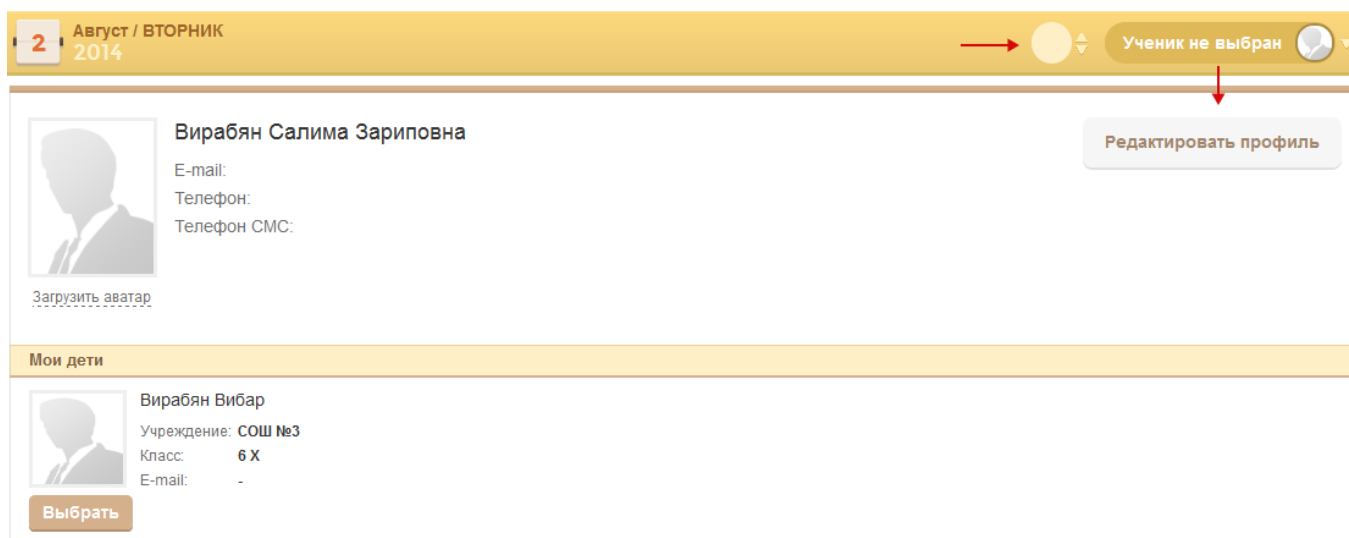 2
Август / ВТОРНИК
2014
Ученик не выбран
Вирабян Салима Зариповна
Редактировать профиль
E-mail:
Телефон:
Телефон СМС:
Загрузить аватар
Мои дети
Вирабян Вибар
Учреждение: СОШ №3
Класс: 6 Х
E-mail: -
Выбрать